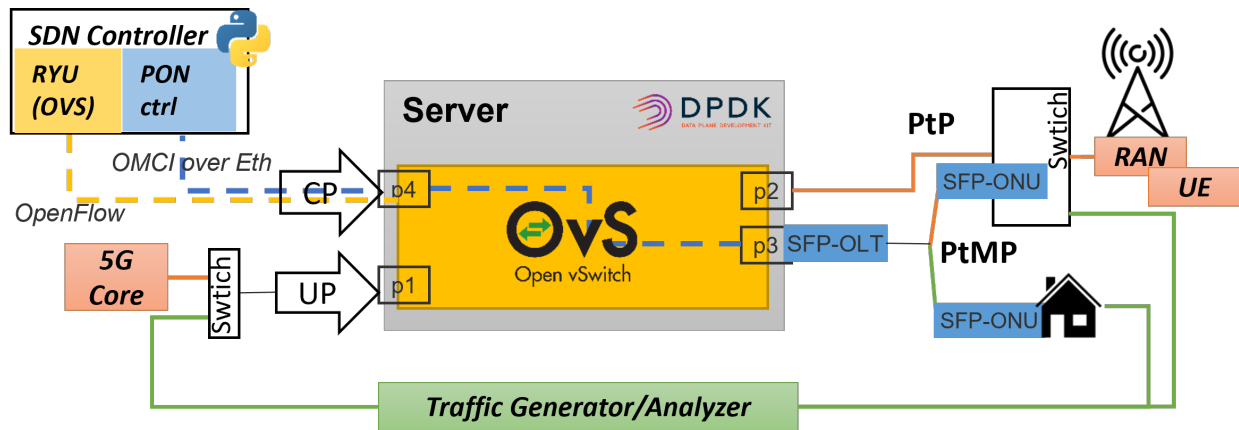 SDN Controller
RYU
(OVS)
PON
ctrl
OMCI over Eth
OpenFlow
CP
5G
Core
Swtich
UP
Server
DPDK
DATA PLANE DEVELOPMENT KIT
p4
p1
p2
p3
OvS
Open vSwitch
SFP-OLT
PtP
PtMP
SFP-ONU
SFP-ONU
Swtich
RAN
UE
Traffic Generator/Analyzer